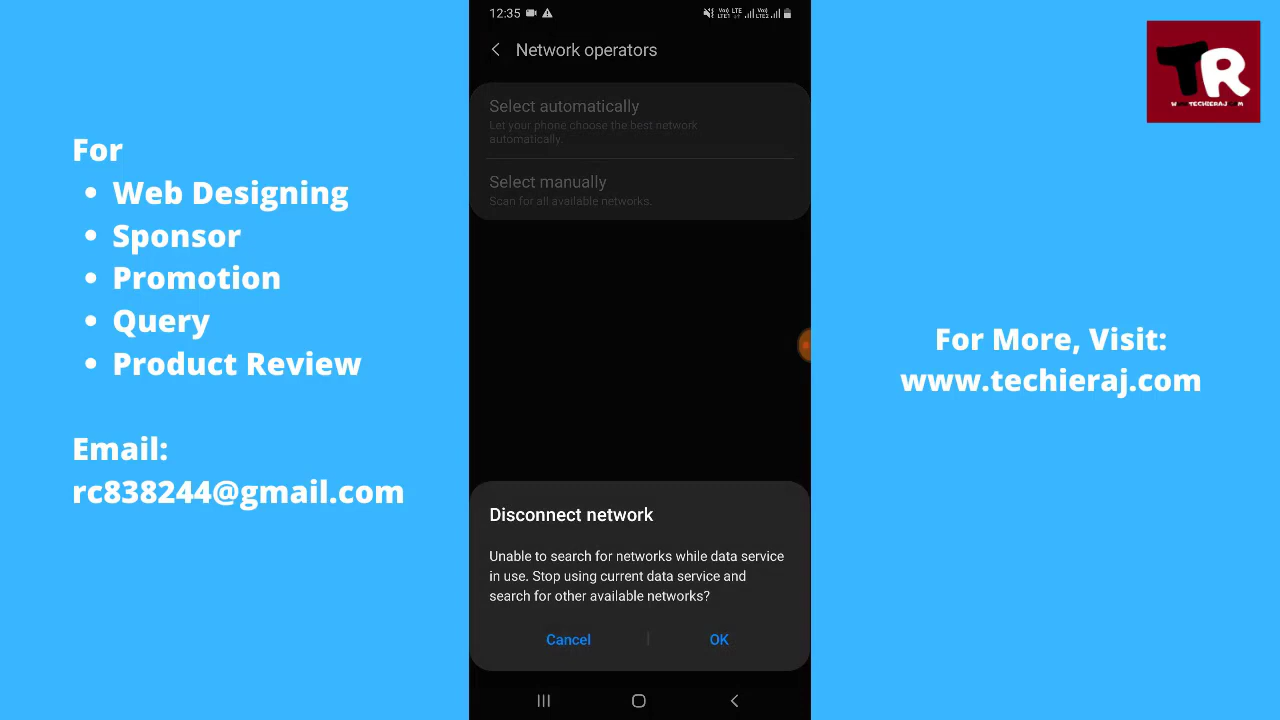 For
Web Designing
Sponsor
Promotion
Query
Product Review
Email:
rc838244@gmail.com
12:35
Network operators
Select automatically
Let your phone choose the best network
automatically.
Select manually
Scan for all available networks.
Disconnect network
Unable to search for networks while data service
in use. Stop using current data service and
search for other available networks?
Cancel
OK
TR
WWW.TECHIERAJ.COM
For More, Visit:
www.techieraj.com